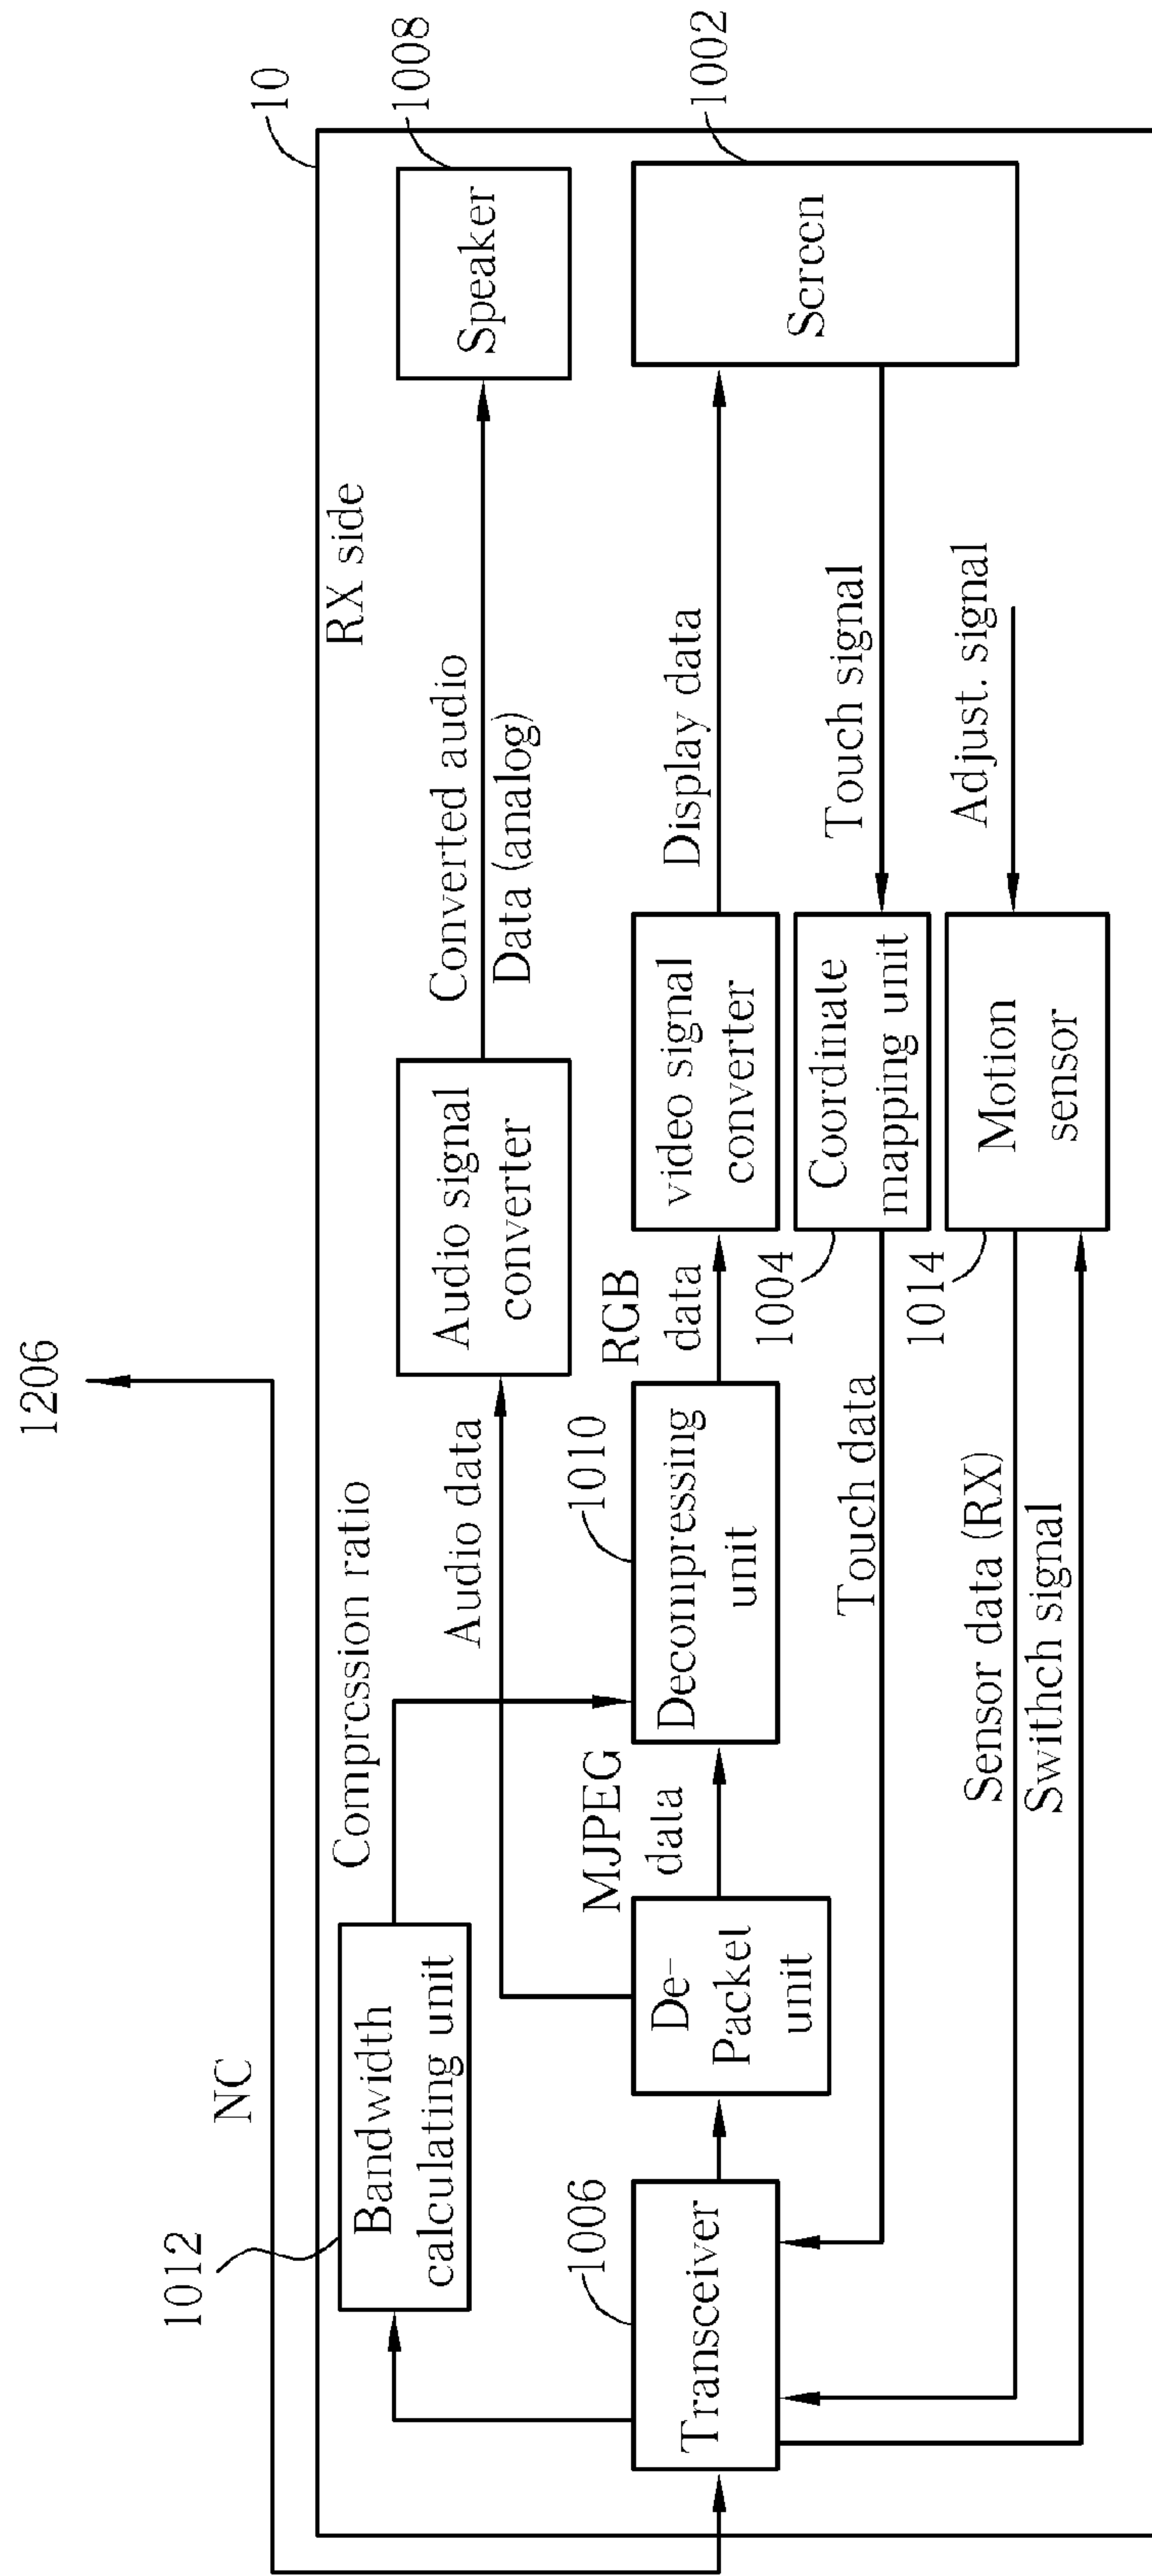 1206
NC
10
RX side
1012
Bandwidth
calculating unit
Compression ratio
Converted audio
Data (analog)
Speaker
1008
Audio data
Audio signal
converter
1006
Transceiver
De-
Packet
unit
MJPEG
data
1010
Decompressing
unit
RGB
data
video signal
converter
Display data
Screen
1002
Touch data
1004
Coordinate
mapping unit
Touch signal
Sensor data (RX)
Swithch signal
1014
Motion
sensor
Adjust. signal